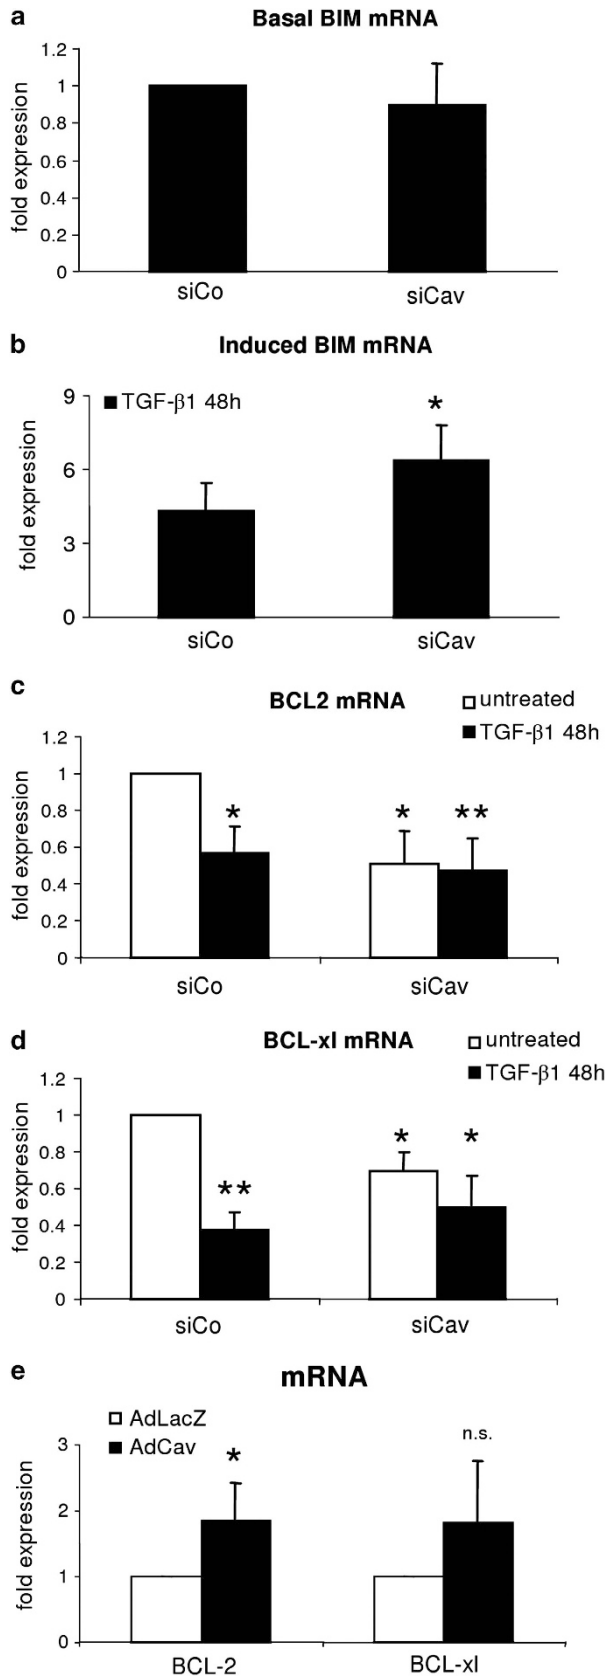 a
Basal BIM mRNA
fold expression
1.2
1
0.8
0.6
0.4
0.2
0
siCo
siCav
b
Induced BIM mRNA
fold expression
9
6
3
0
TGF-β1 48h
*
siCo
siCav
c
BCL2 mRNA
untreated
TGF-β1 48h
fold expression
1.2
1
0.8
0.6
0.4
0.2
0
* * **
siCo
siCav
d
BCL-xl mRNA
untreated
TGF-β1 48h
fold expression
1.2
1
0.8
0.6
0.4
0.2
0
** * *
siCo
siCav
e
mRNA
AdLacZ
AdCav
fold expression
3
2
1
0
*
n.s.
BCL-2
BCL-xl